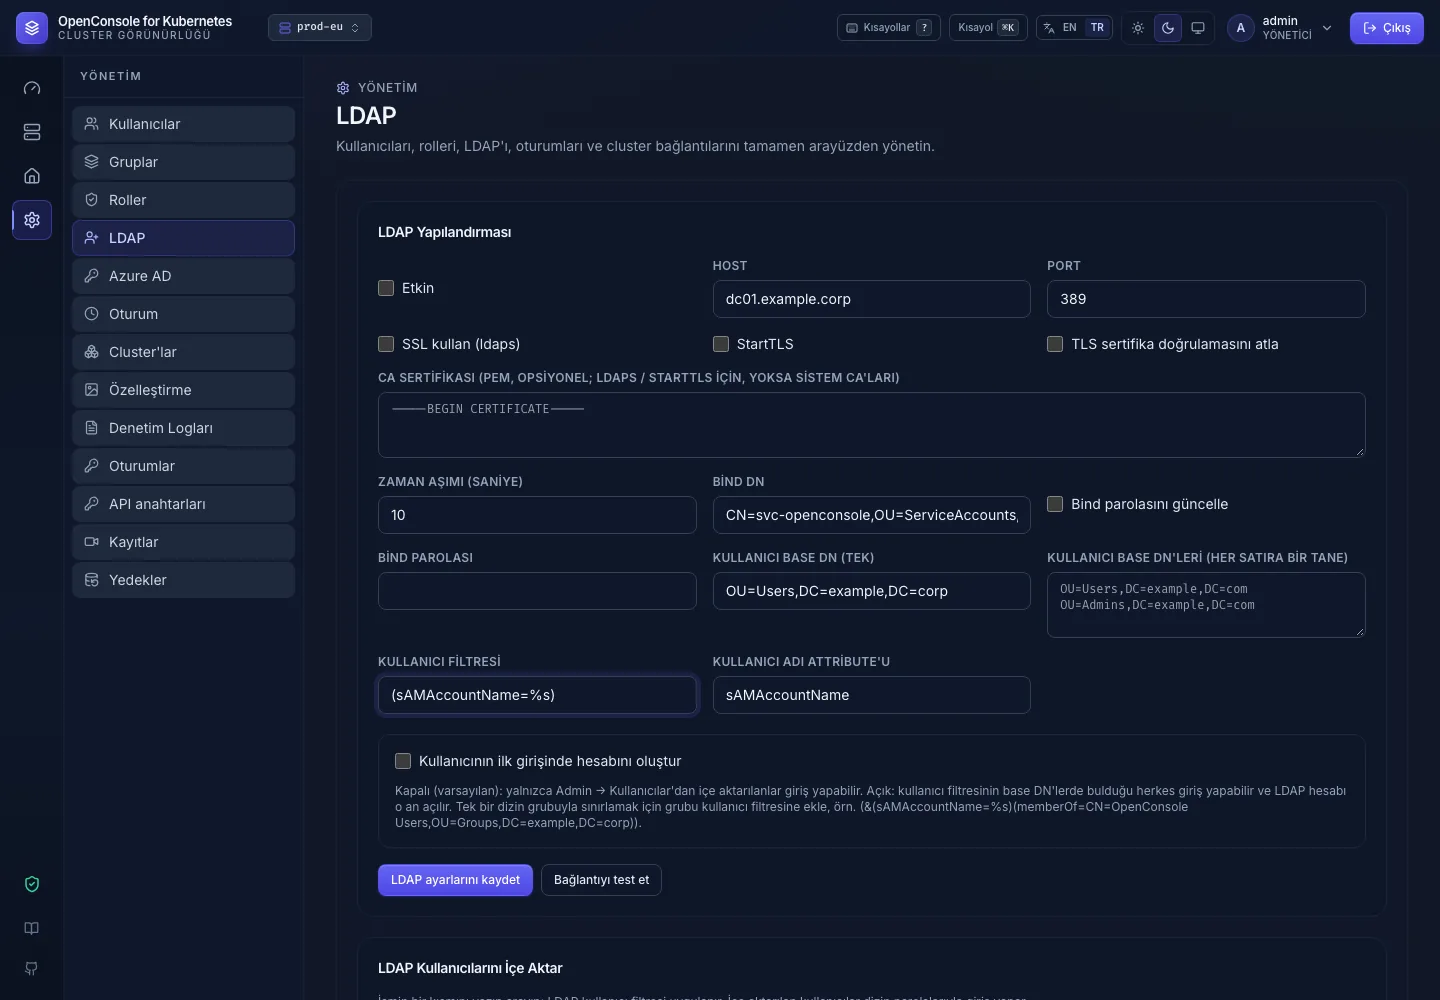 OpenConsole for Kubernetes
CLUSTER GÖRÜNÜRLÜĞÜ
prod-eu
Kısayollar ?
Kısayol ⌘K
EN TR
A
admin
YÖNETİCİ
Çıkış
YÖNETİM
Kullanıcılar
Gruplar
Roller
LDAP
Azure AD
Oturum
Cluster'lar
Özelleştirme
Denetim Logları
Oturumlar
API anahtarları
Kayıtlar
Yedekler
YÖNETİM
LDAP
Kullanıcıları, rolleri, LDAP'ı, oturumları ve cluster bağlantılarını tamamen arayüzden yönetin.
LDAP Yapılandırması
Etkin
HOST
dc01.example.corp
PORT
389
SSL kullan (ldaps)
StartTLS
TLS sertifika doğrulamasını atla
CA SERTİFİKASI (PEM, OPSİYONEL; LDAPS / STARTTLS İÇİN, YOKSA SİSTEM CA'LARI)
-----BEGIN CERTIFICATE-----
ZAMAN AŞIMI (SANİYE)
10
BİND DN
CN=svc-openconsole,OU=ServiceAccounts,
Bind parolasını güncelle
BİND PAROLASI
KULLANICI BASE DN (TEK)
OU=Users,DC=example,DC=corp
KULLANICI BASE DN'LERİ (HER SATIRA BİR TANE)
OU=Users,DC=example,DC=com
OU=Admins,DC=example,DC=com
KULLANICI FİLTRESİ
(sAMAccountName=%s)
KULLANICI ADI ATTRİBUTE'U
sAMAccountName
Kullanıcının ilk girişinde hesabını oluştur
Kapalı (varsayılan): yalnızca Admin → Kullanıcılar'dan içe aktarılanlar giriş yapabilir. Açık: kullanıcı filtresinin base DN'lerde bulduğu herkes giriş yapabilir ve LDAP hesabı
o an açılır. Tek bir dizin grubuyla sınırlamak için grubu kullanıcı filtresine ekle, örn. (&(sAMAccountName=%s)(memberOf=CN=OpenConsole
Users,OU=Groups,DC=example,DC=corp)).
LDAP ayarlarını kaydet
Bağlantıyı test et
LDAP Kullanıcılarını İçe Aktar